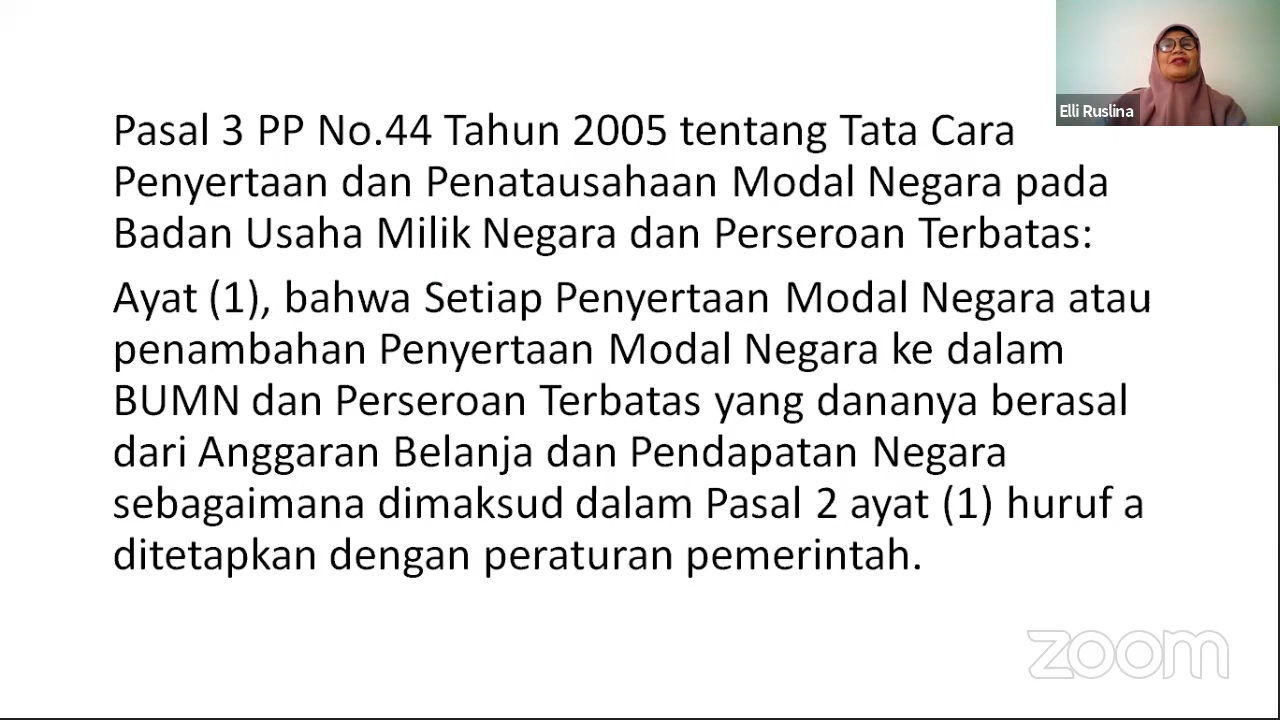 Elli Ruslina
Pasal 3 PP No.44 Tahun 2005 tentang Tata Cara
Penyertaan dan Penatausahaan Modal Negara pada
Badan Usaha Milik Negara dan Perseroan Terbatas:
Ayat (1), bahwa Setiap Penyertaan Modal Negara atau
penambahan Penyertaan Modal Negara ke dalam
BUMN dan Perseroan Terbatas yang dananya berasal
dari Anggaran Belanja dan Pendapatan Negara
sebagaimana dimaksud dalam Pasal 2 ayat (1) huruf a
ditetapkan dengan peraturan pemerintah.
zoom